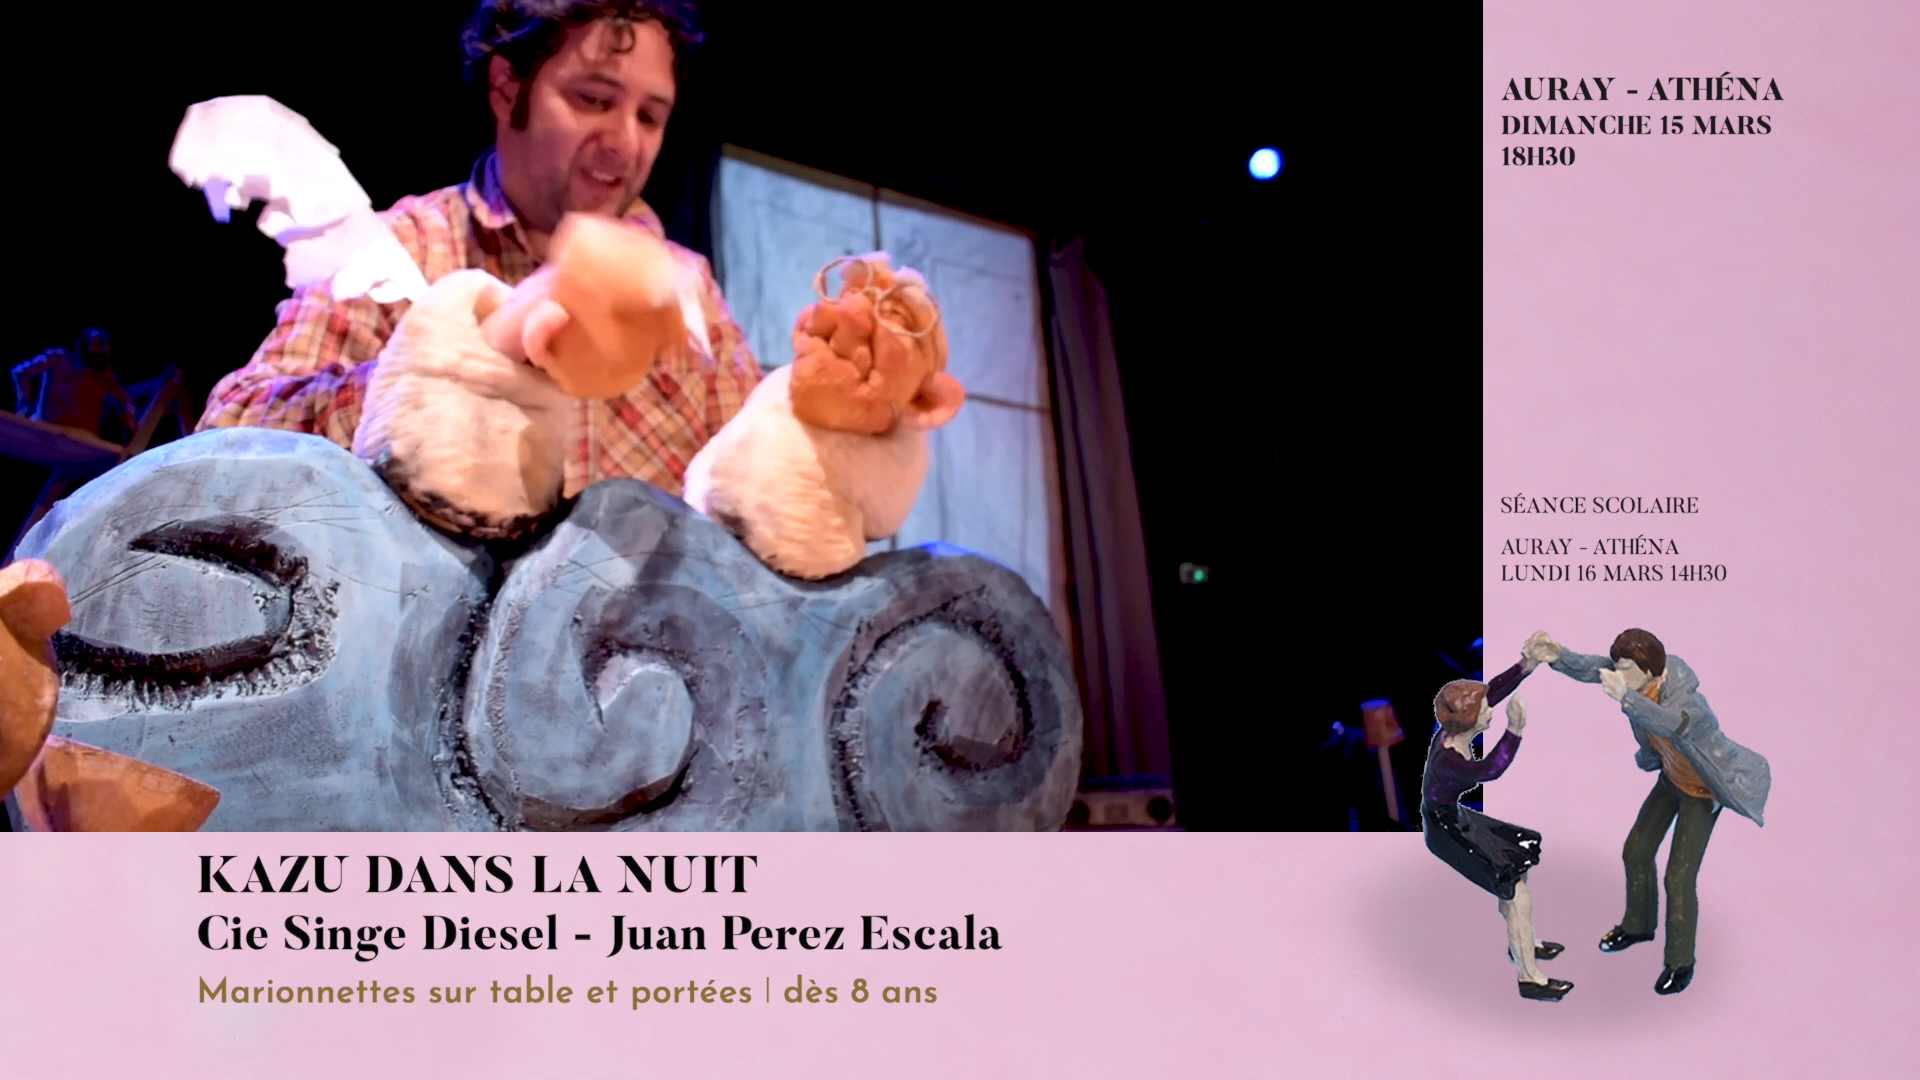 AURAY - ATHÉNA
DIMANCHE 15 MARS
18H30
SÉANCE SCOLAIRE
AURAY - ATHÉNA
LUNDI 16 MARS 14H30
KAZU DANS LA NUIT
Cie Singe Diesel - Juan Perez Escala
Marionnettes sur table et portées | dès 8 ans